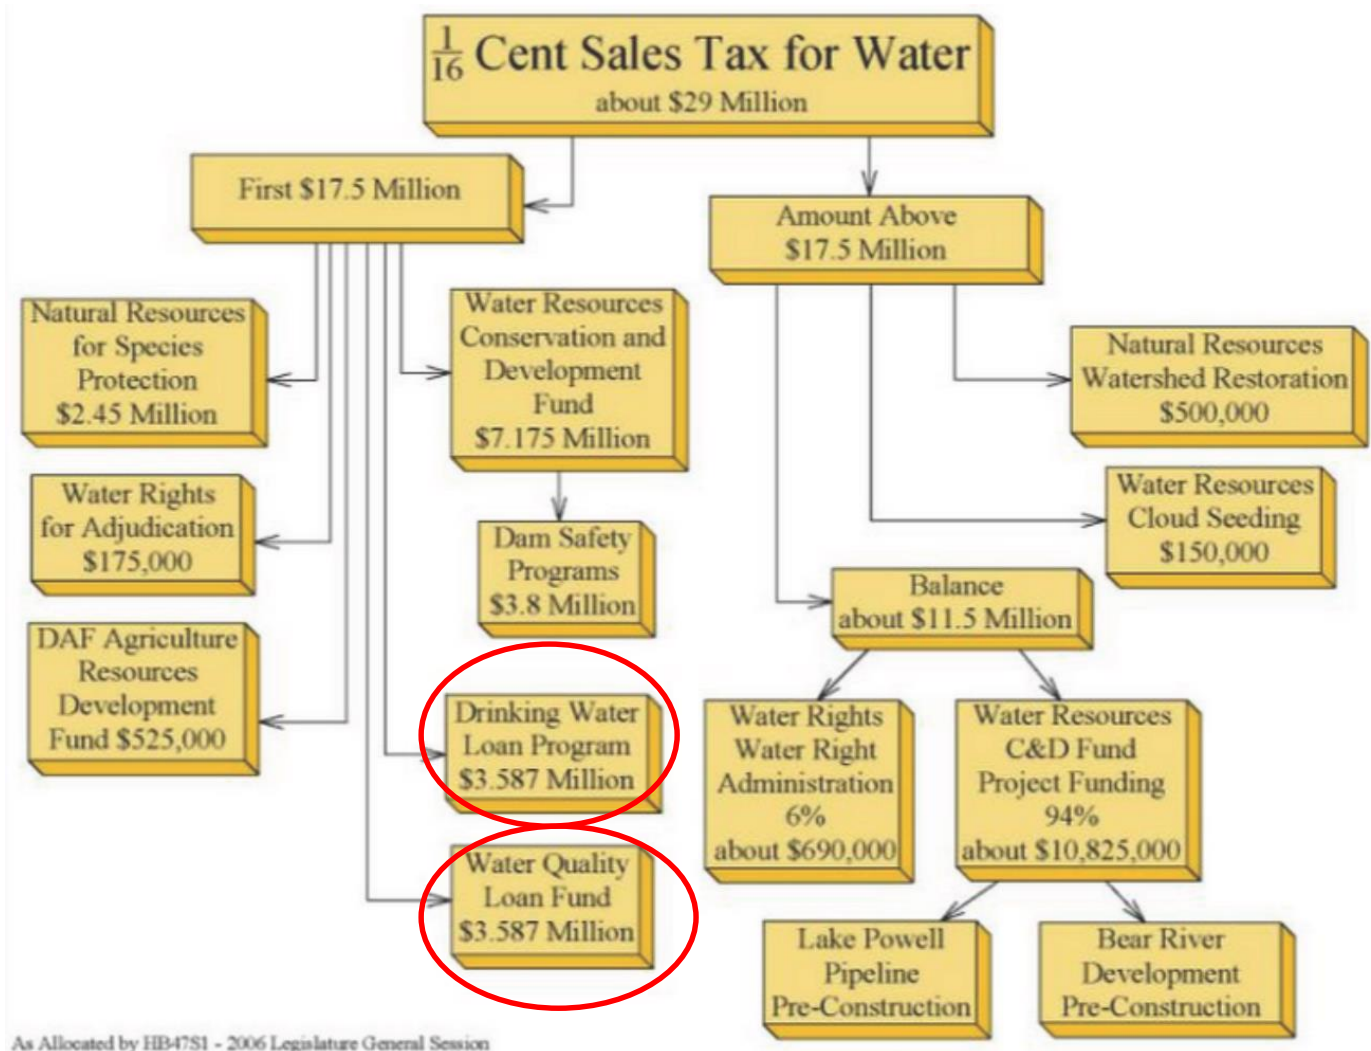 1/16 Cent Sales Tax for Water
about $29 Million
First $17.5 Million
Amount Above
$17.5 Million
Natural Resources
for Species
Protection
$2.45 Million
Water Resources
Conservation and
Development
Fund
$7.175 Million
Natural Resources
Watershed Restoration
$500,000
Water Rights
for Adjudication
$175,000
Dam Safety
Programs
$3.8 Million
Water Resources
Cloud Seeding
$150,000
Balance
about $11.5 Million
DAF Agriculture
Resources
Development
Fund $525,000
Drinking Water
Loan Program
$3.587 Million
Water Rights
Water Right
Administration
6%
about $690,000
Water Resources
C&D Fund
Project Funding
94%
about $10,825,000
Water Quality
Loan Fund
$3.587 Million
Lake Powell
Pipeline
Pre-Construction
Bear River
Development
Pre-Construction
As Allocated by HB47S1 - 2006 Legislature General Session